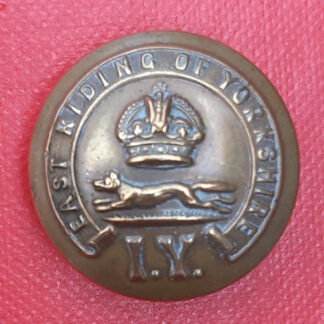 EAST RIDING OF YORKSHIRE
I.Y.